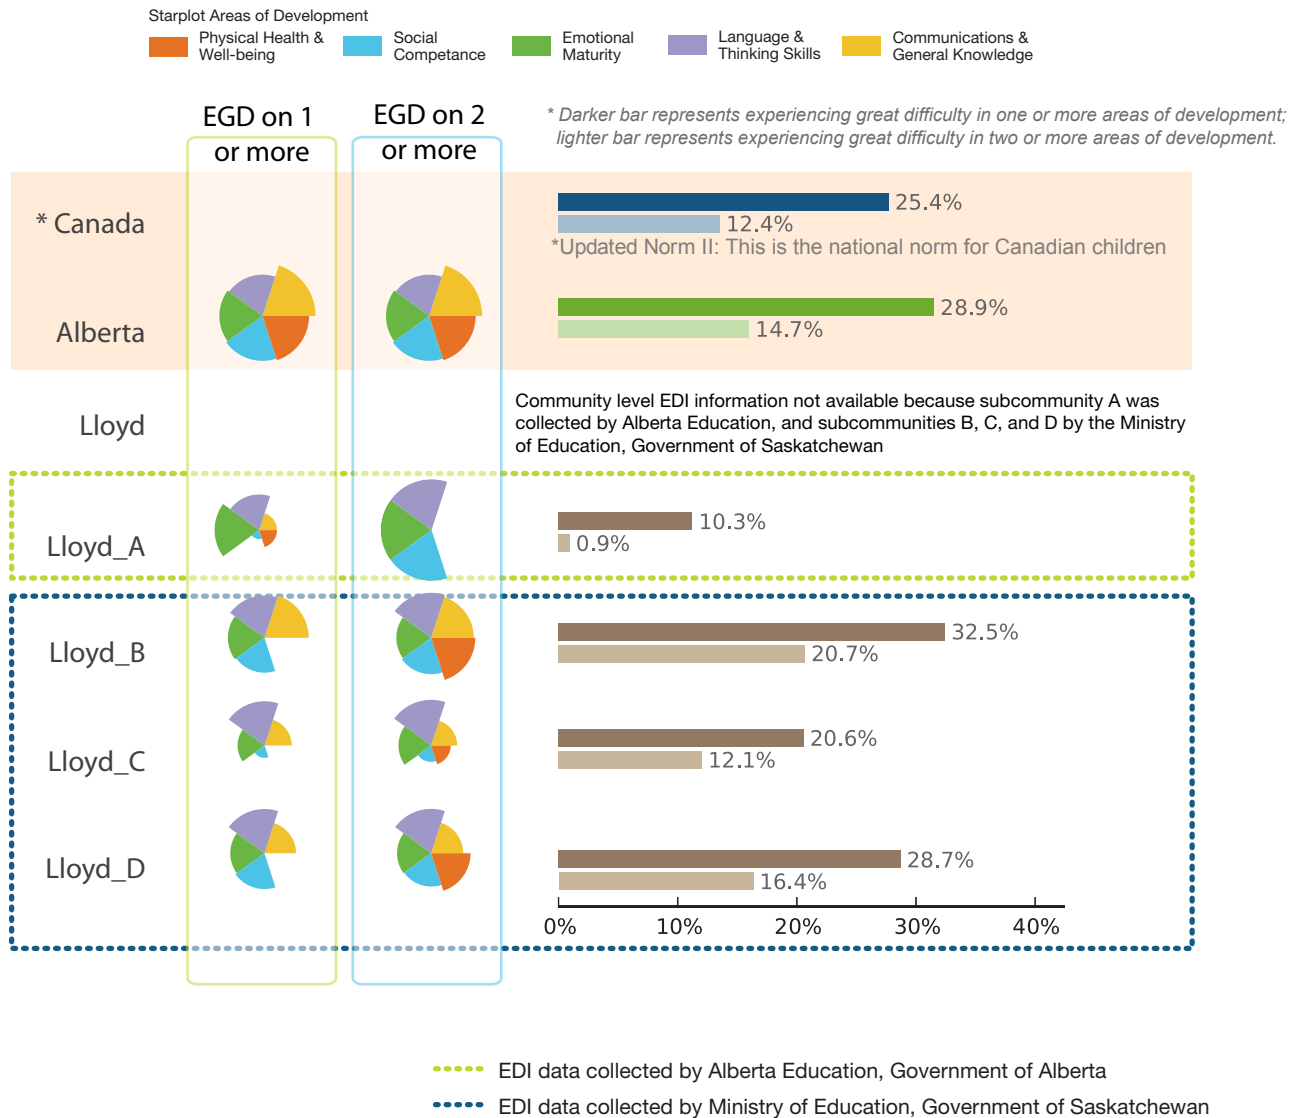 Starplot Areas of Development
Physical Health &
Well-being
Social
Competance
Emotional
Maturity
Language &
Thinking Skills
Communications &
General Knowledge
EGD on 1
or more
EGD on 2
or more
* Darker bar represents experiencing great difficulty in one or more areas of development;
lighter bar represents experiencing great difficulty in two or more areas of development.
* Canada
25.4%
12.4%
*Updated Norm II: This is the national norm for Canadian children
Alberta
28.9%
14.7%
Lloyd
Community level EDI information not available because subcommunity A was
collected by Alberta Education, and subcommunities B, C, and D by the Ministry
of Education, Government of Saskatchewan
Lloyd_A
10.3%
0.9%
Lloyd_B
32.5%
20.7%
Lloyd_C
20.6%
12.1%
Lloyd_D
28.7%
16.4%
0% 10% 20% 30% 40%
EDI data collected by Alberta Education, Government of Alberta
EDI data collected by Ministry of Education, Government of Saskatchewan